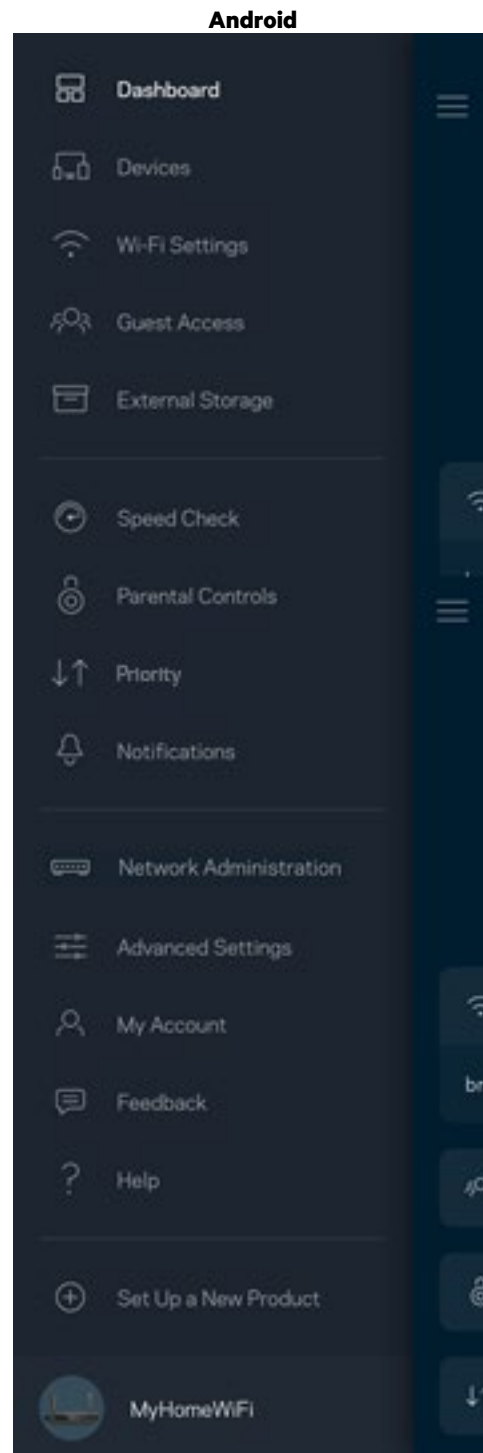 Android
Dashboard
Devices
Wi-Fi Settings
Guest Access
External Storage
Speed Check
Parental Controls
Priority
Notifications
Network Administration
Advanced Settings
My Account
br
Feedback
Help
Set Up a New Product
MyHomeWiFi